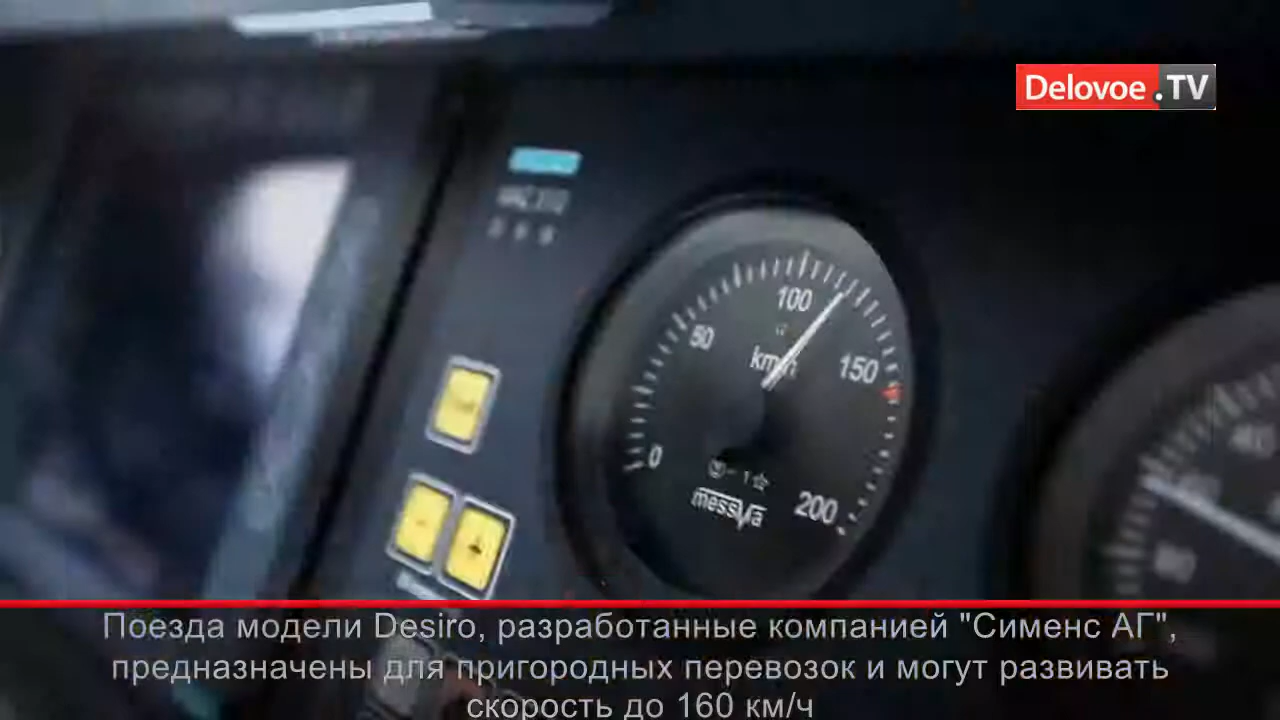 Delovoe.TV
100
50
km/h
150
0
200
messma
Поезда модели Desiro, разработанные компанией "Сименс АГ",
предназначены для пригородных перевозок и могут развивать
скорость до 160 км/ч